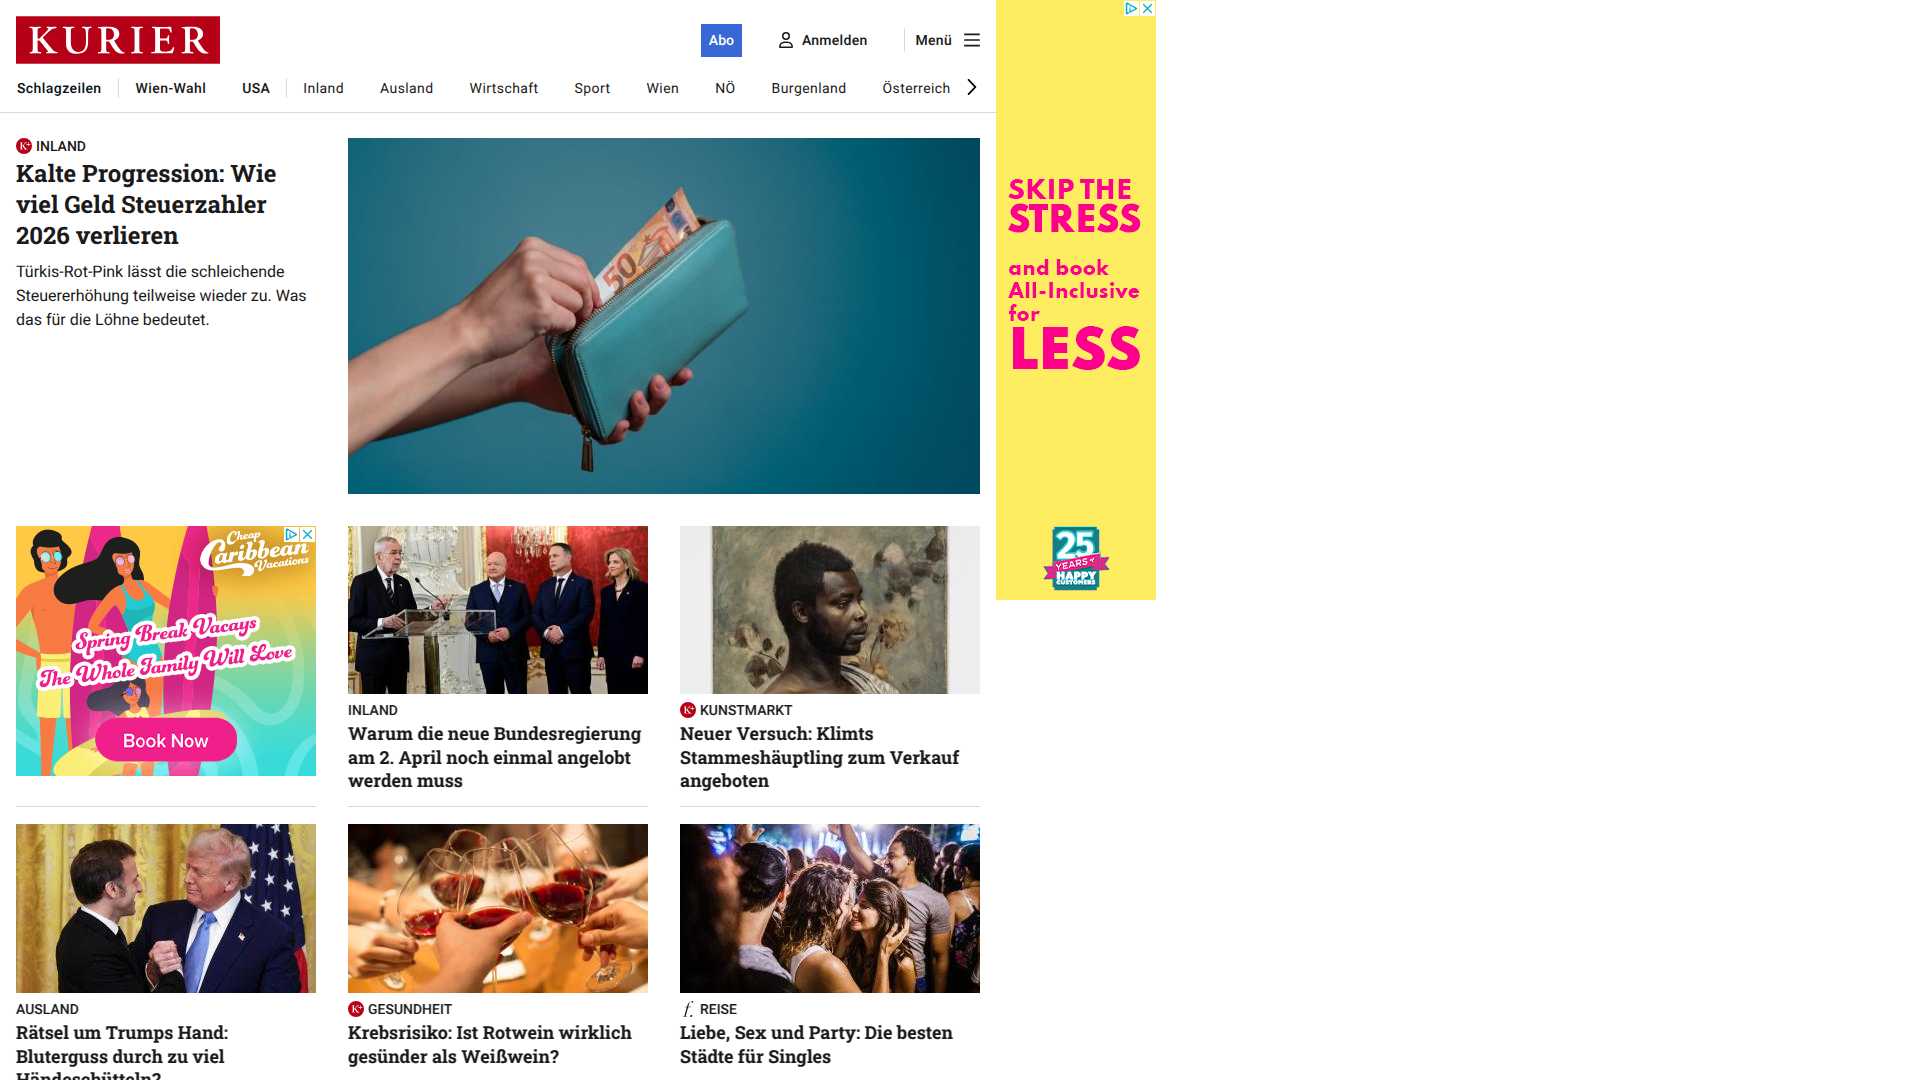 KURIER
Abo
Anmelden
Menü
Schlagzeilen
Wien-Wahl
USA
Inland
Ausland
Wirtschaft
Sport
Wien
NÖ
Burgenland
Österreich
K+ INLAND
Kalte Progression: Wie
viel Geld Steuerzahler
2026 verlieren
Türkis-Rot-Pink lässt die schleichende
Steuererhöhung teilweise wieder zu. Was
das für die Löhne bedeutet.
50
SKIP THE
STRESS
and book
All-Inclusive
for
LESS
25
YEARS of
HAPPY
CUSTOMERS
Cheap
Caribbean
Vacations
Spring Break Vacays
The Whole Family Will Love
Book Now
INLAND
Warum die neue Bundesregierung
am 2. April noch einmal angelobt
werden muss
K+ KUNSTMARKT
Neuer Versuch: Klimts
Stammeshäuptling zum Verkauf
angeboten
AUSLAND
Rätsel um Trumps Hand:
Bluterguss durch zu viel
Händeschütteln?
K+ GESUNDHEIT
Krebsrisiko: Ist Rotwein wirklich
gesünder als Weißwein?
f. REISE
Liebe, Sex und Party: Die besten
Städte für Singles